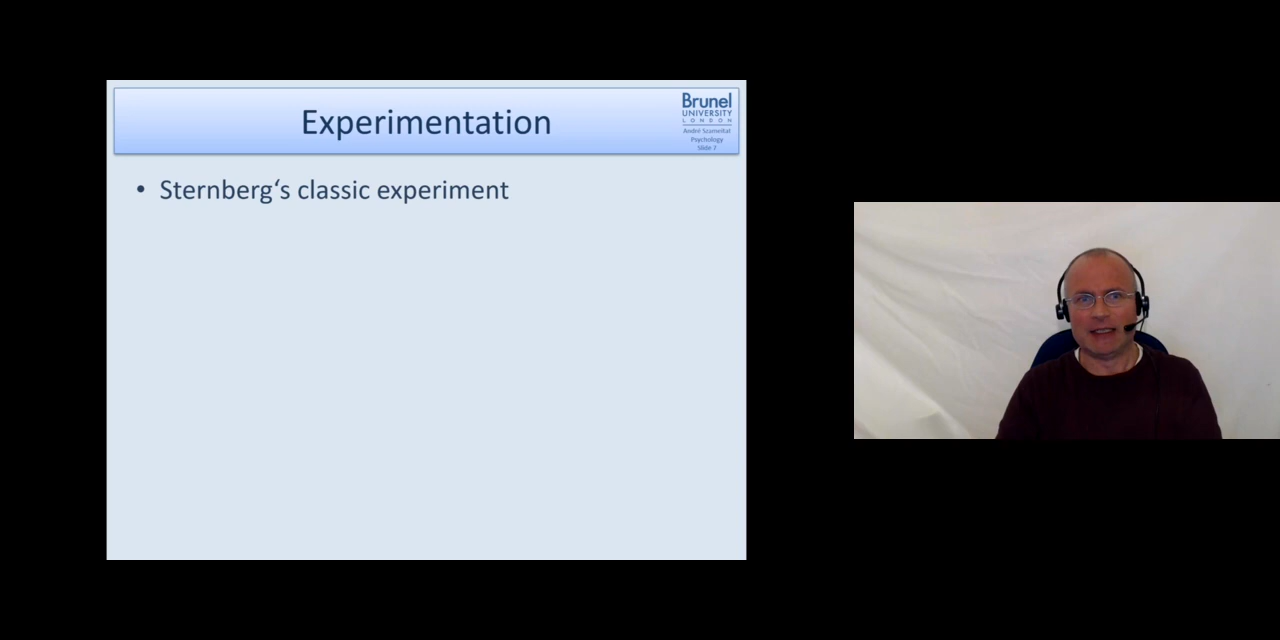 Experimentation
Brunel
UNIVERSITY
LONDON
André Szameitat
Psychology
Slide 7
• Sternberg‘s classic experiment